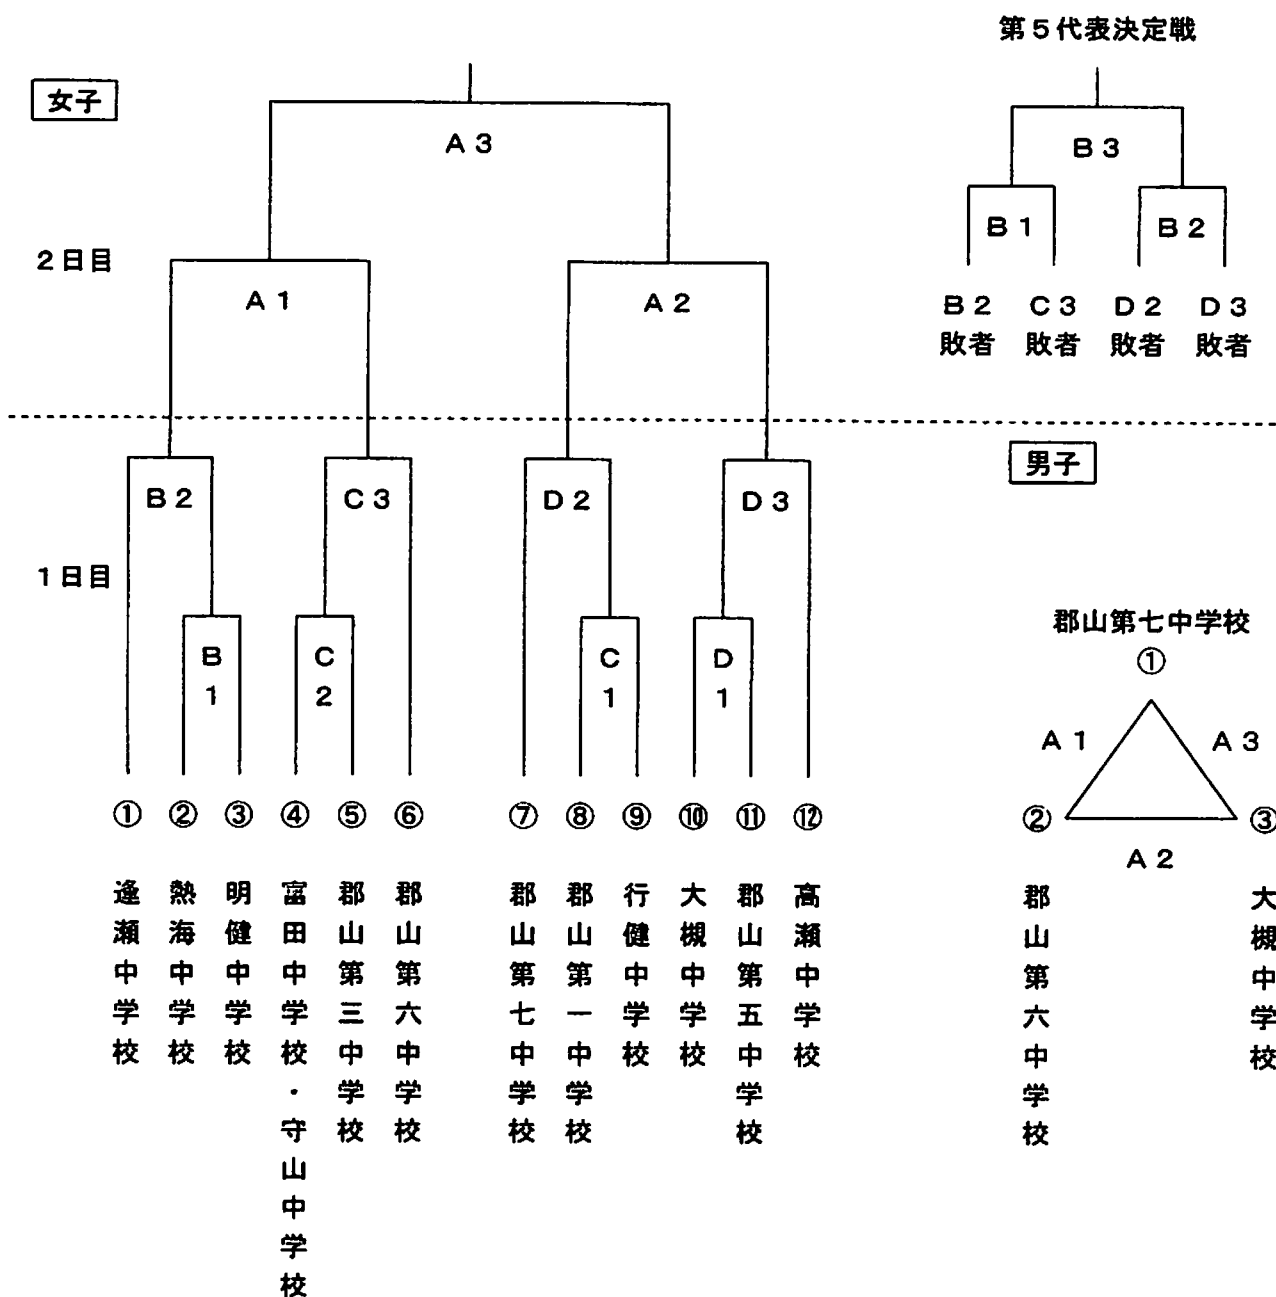 第5代表決定戦
女子
A3
B3
B1
B2
2日目
A1
A2
B2
敗者
C3
敗者
D2
敗者
D3
敗者
男子
B2
C3
D2
D3
1日目
B1
C2
C1
D1
郡山第七中学校
①
A1
A3
②
③
A2
郡山第六中学校
大槻中学校
①
②
③
④
⑤
⑥
⑦
⑧
⑨
⑩
⑪
⑫
逢瀬中学校
熱海中学校
明健中学校
富田中学校・守山中学校
郡山第三中学校
郡山第六中学校
郡山第七中学校
郡山第一中学校
行健中学校
大槻中学校
郡山第五中学校
高瀬中学校